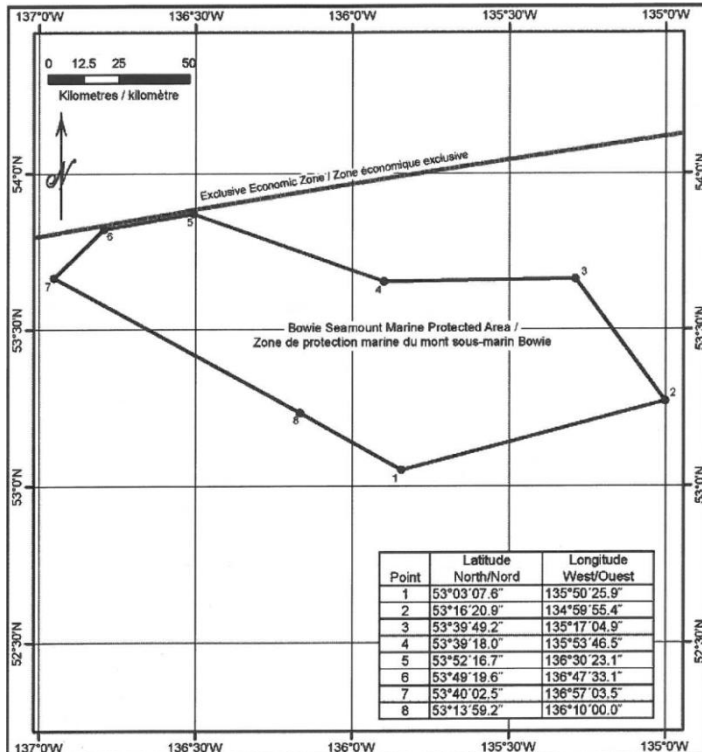 137°0'W 136°30'W 136°0'W 135°30'W 135°0'W
0 12.5 25 50
Kilometres / kilomètre
N
54°0'N 54°0'N
Exclusive Economic Zone / Zone économique exclusive
5
6
7
4
3
53°30'N 53°30'N
Bowie Seamount Marine Protected Area /
Zone de protection marine du mont sous-marin Bowie
2
8
1
53°0'N 53°0'N
Point Latitude North/Nord Longitude West/Ouest
1 53°03´07.6" 135°50´25.9"
2 53°16´20.9" 134°59´55.4"
3 53°39´49.2" 135°17´04.9"
4 53°39´18.0" 135°53´46.5"
5 53°52´16.7" 136°30´23.1"
6 53°49´19.6" 136°47´33.1"
7 53°40´02.5" 136°57´03.5"
8 53°13´59.2" 136°10´00.0"
52°30'N 52°30'N
137°0'W 136°30'W 136°0'W 135°30'W 135°0'W